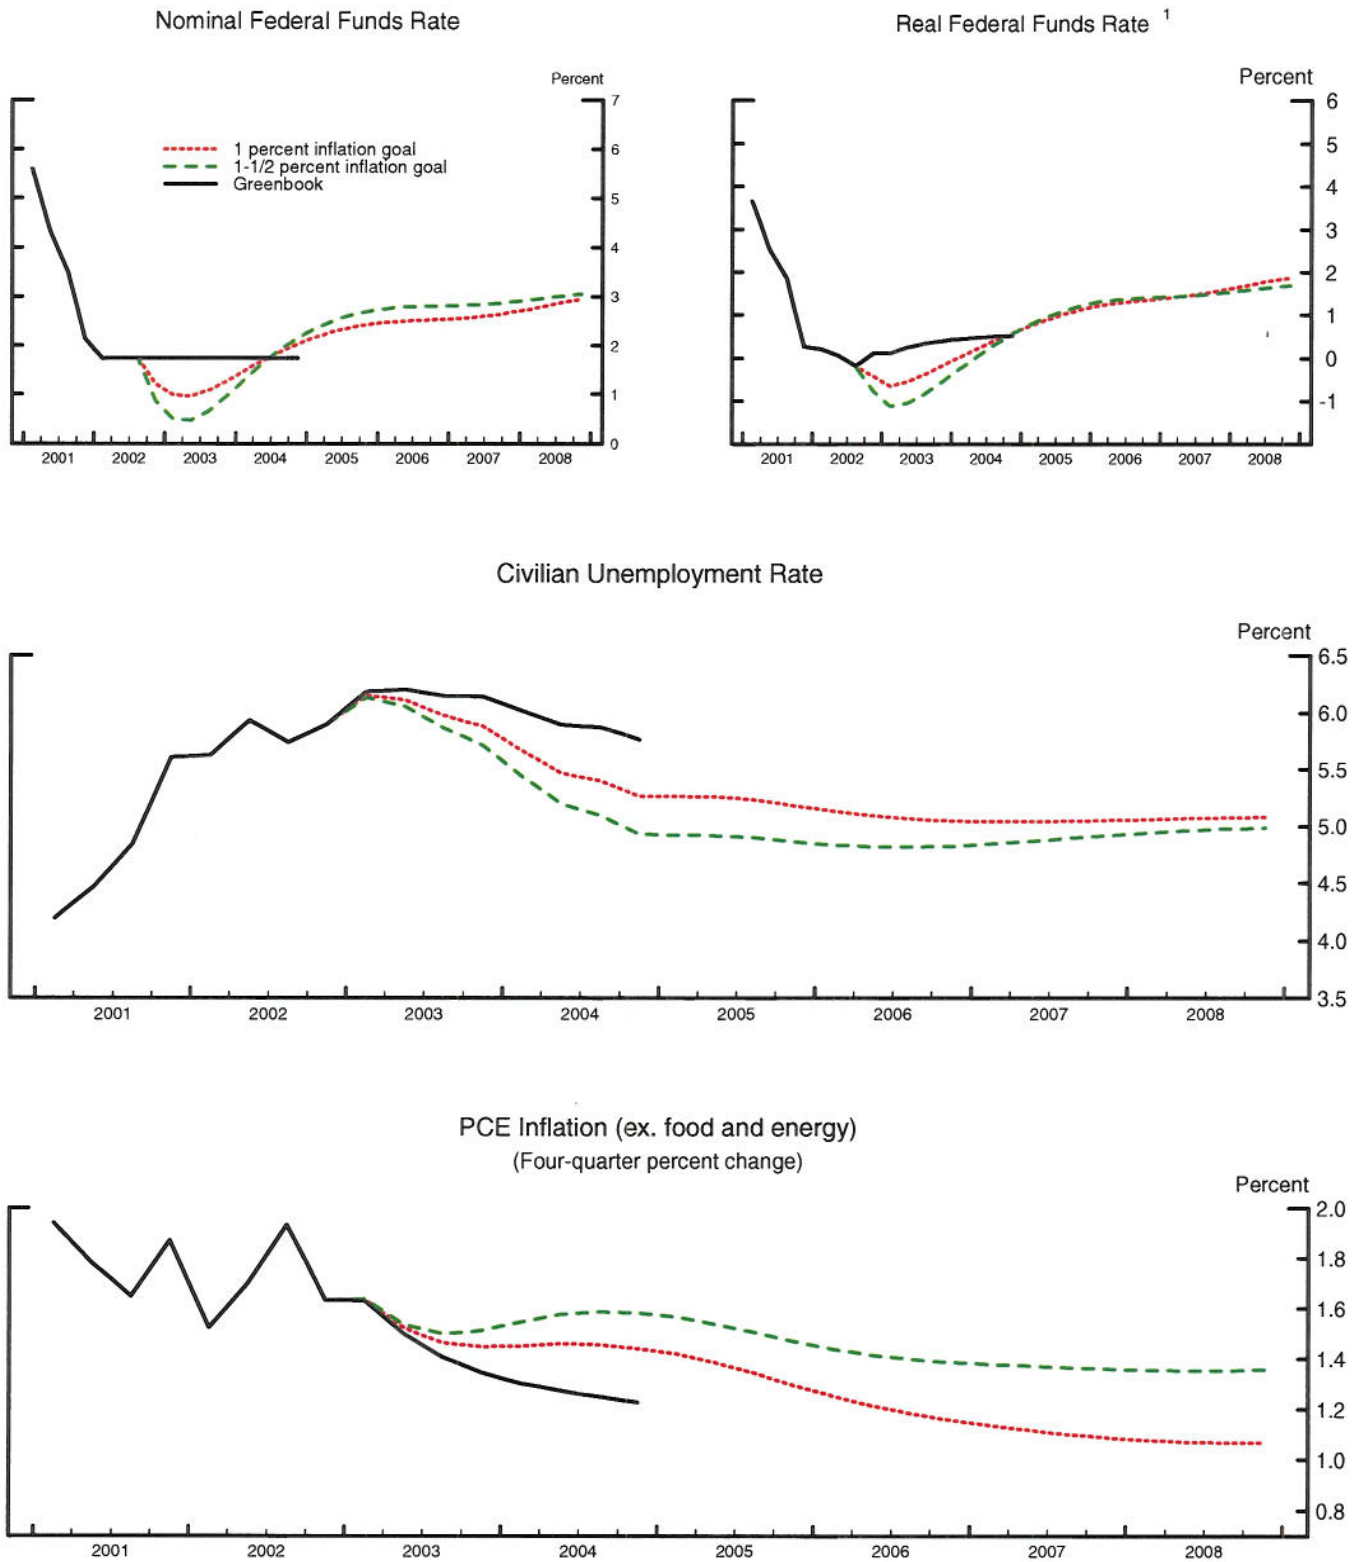 Nominal Federal Funds Rate
Percent
7
6
5
4
3
2
1
0
1 percent inflation goal
1-1/2 percent inflation goal
Greenbook
2001 2002 2003 2004 2005 2006 2007 2008
Real Federal Funds Rate 1
Percent
6
5
4
3
2
1
0
-1
2001 2002 2003 2004 2005 2006 2007 2008
Civilian Unemployment Rate
Percent
6.5
6.0
5.5
5.0
4.5
4.0
3.5
2001 2002 2003 2004 2005 2006 2007 2008
PCE Inflation (ex. food and energy)
(Four-quarter percent change)
Percent
2.0
1.8
1.6
1.4
1.2
1.0
0.8
2001 2002 2003 2004 2005 2006 2007 2008